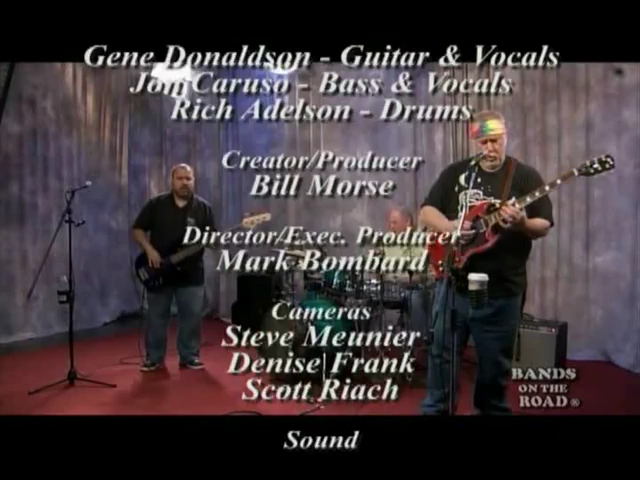 Gene Donaldson - Guitar & Vocals
Jon Caruso - Bass & Vocals
Rich Adelson - Drums
Creator/Producer
Bill Morse
Director/Exec. Producer
Mark Bombard
Cameras
Steve Meunier
Denise Frank
Scott Riach
BANDS
ON THE
ROAD®
Sound